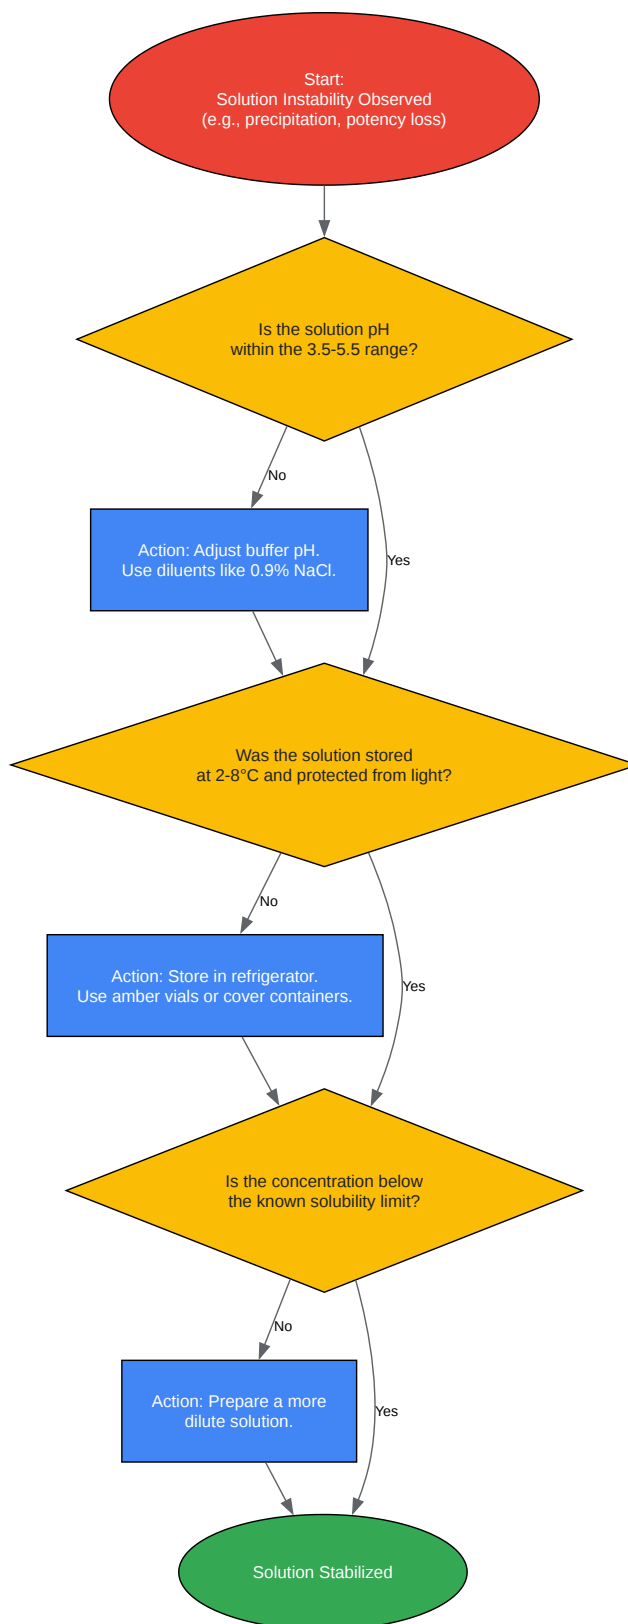 Start:
Solution Instability Observed
(e.g., precipitation, potency loss)
Is the solution pH
within the 3.5-5.5 range?
No
Action: Adjust buffer pH.
Use diluents like 0.9% NaCl.
Yes
Was the solution stored
at 2-8°C and protected from light?
No
Action: Store in refrigerator.
Use amber vials or cover containers.
Yes
Is the concentration below
the known solubility limit?
No
Action: Prepare a more
dilute solution.
Yes
Solution Stabilized